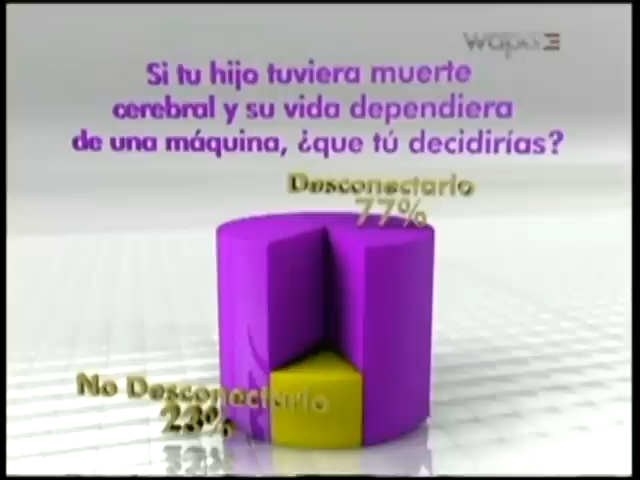 wapa
Si tu hijo tuviera muerte
cerebral y su vida dependiera
de una máquina, ¿que tú decidirías?
Desconectarlo
77%
No Desconectarlo
23%